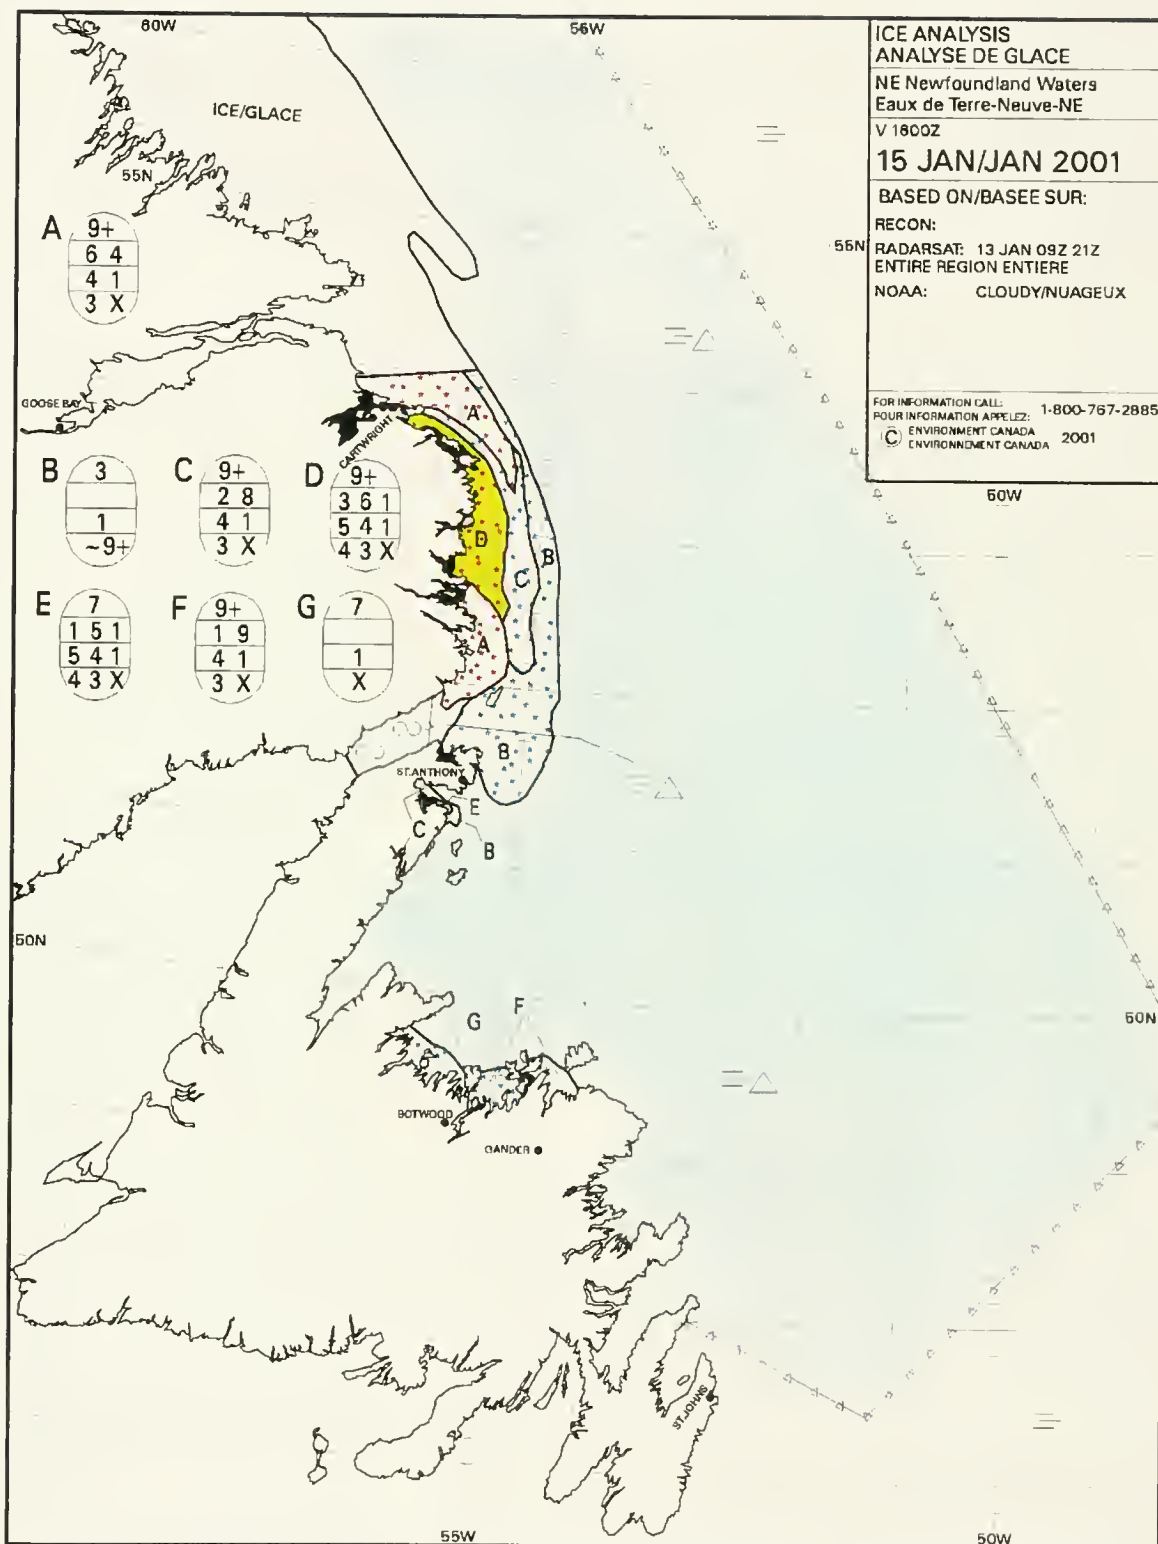 60W
56W
ICE ANALYSIS
ANALYSE DE GLACE
NE Newfoundland Waters
Eaux de Terre-Neuve-NE
V 1800Z
15 JAN/JAN 2001
BASED ON/BASEE SUR:
RECON:
RADARSAT: 13 JAN 09Z 21Z
ENTIRE REGION ENTIERE
NOAA: CLOUDY/NUAGEUX
FOR INFORMATION CALL:
POUR INFORMATION APPELEZ: 1-800-767-2885
C ENVIRONMENT CANADA
ENVIRONNEMENT CANADA 2001
ICE/GLACE
55N
55N
A
9+
6 4
4 1
3 X
GOOSE BAY
CARTWRIGHT
A
B
3
1
~9+
C
9+
2 8
4 1
3 X
D
9+
3 6 1
5 4 1
4 3 X
60W
D
B
C
E
7
1 5 1
5 4 1
4 3 X
F
9+
1 9
4 1
3 X
G
7
1
X
A
B
ST.ANTHONY
E
C
B
50N
F
G
50N
BOTWOOD
GANDER
ST.JOHNS
55W
50W